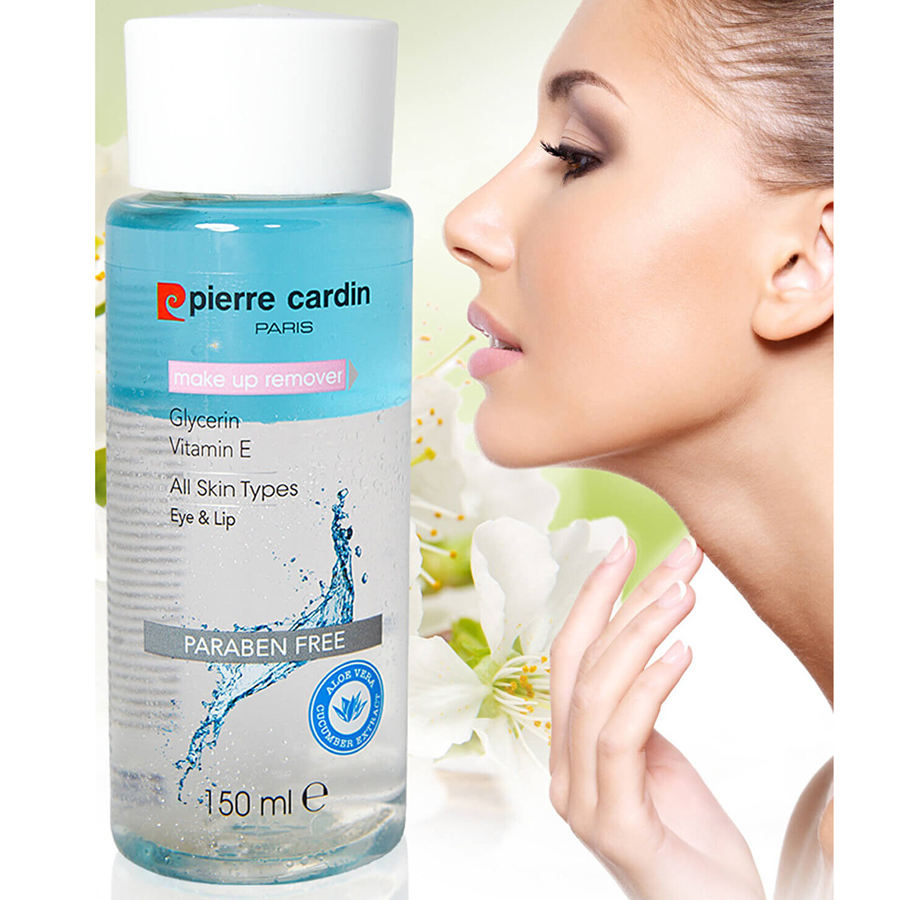 pierre cardin
PARIS
make up remover
Glycerin
Vitamin E
All Skin Types
Eye & Lip
PARABEN FREE
ALOE VERA
CUCUMBER EXTRACT
150 ml ℮